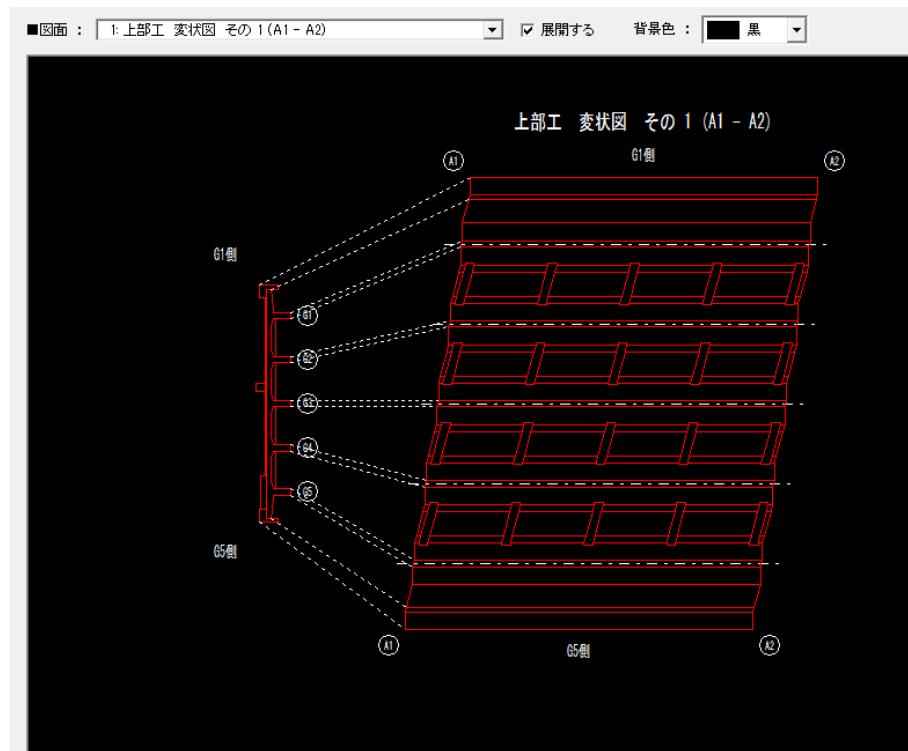 ■図面 : 1: 上部工 変状図 その 1 (A1 - A2) 展開する 背景色 : 黒
上部工 変状図 その 1 (A1 - A2)
A1 G1側 A2
G1側
G1
G2
G3
G4
G5
G5側
A1 G5側 A2